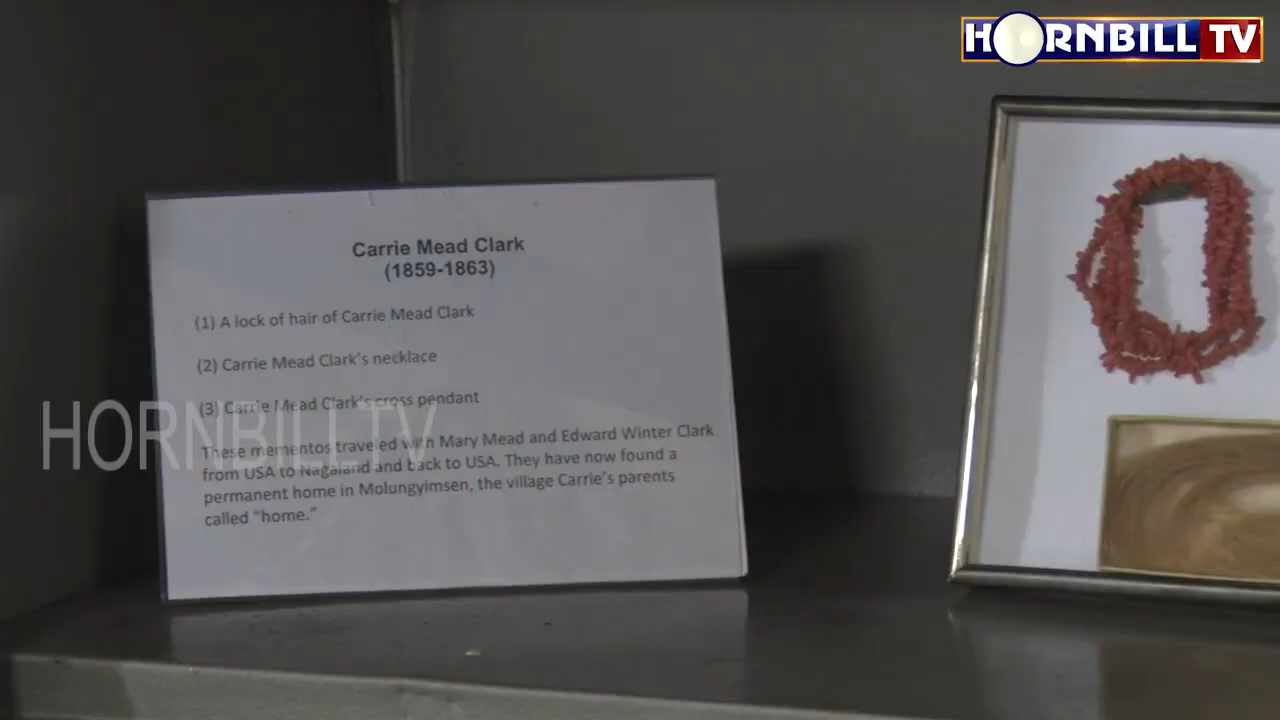 HORNBILL TV
Carrie Mead Clark
(1859-1863)
(1) A lock of hair of Carrie Mead Clark
(2) Carrie Mead Clark's necklace
(3) Carrie Mead Clark's cross pendant
These mementos traveled with Mary Mead and Edward Winter Clark
from USA to Nagaland and back to USA. They have now found a
permanent home in Molungyimsen, the village Carrie's parents
called "home."
HORNBILL TV